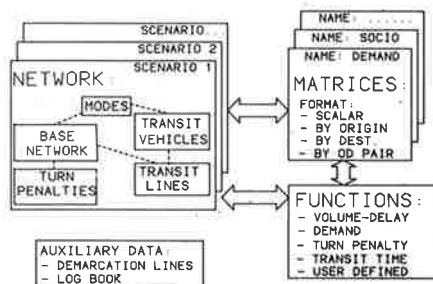 SCENARIO...
SCENARIO 2
SCENARIO 1
NETWORK:
MODES
BASE
NETWORK
TRANSIT
VEHICLES
TURN
PENALTIES
TRANSIT
LINES
NAME: ......
NAME: SOCIO
NAME: DEMAND
MATRICES:
FORMAT:
- SCALAR
- BY ORIGIN
- BY DEST.
- BY OD PAIR
FUNCTIONS:
- VOLUME-DELAY
- DEMAND
- TURN PENALTY
- TRANSIT TIME
- USER DEFINED
AUXILIARY DATA:
- DEMARCATION LINES
- LOG BOOK